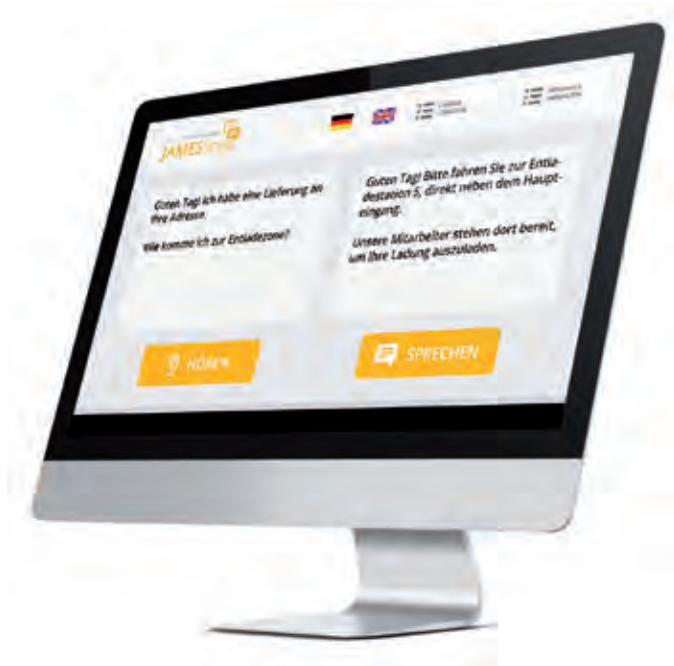 JAMES
Guten Tag! Ich habe eine Lieferung an
Ihre Adresse.
Wie komme ich zur Entladezone?
HÖREN
Guten Tag! Bitte fahren Sie zur Entla-
destation 5, direkt neben dem Haupt-
eingang.
Unsere Mitarbeiter stehen dort bereit,
um Ihre Ladung auszuladen.
SPRECHEN